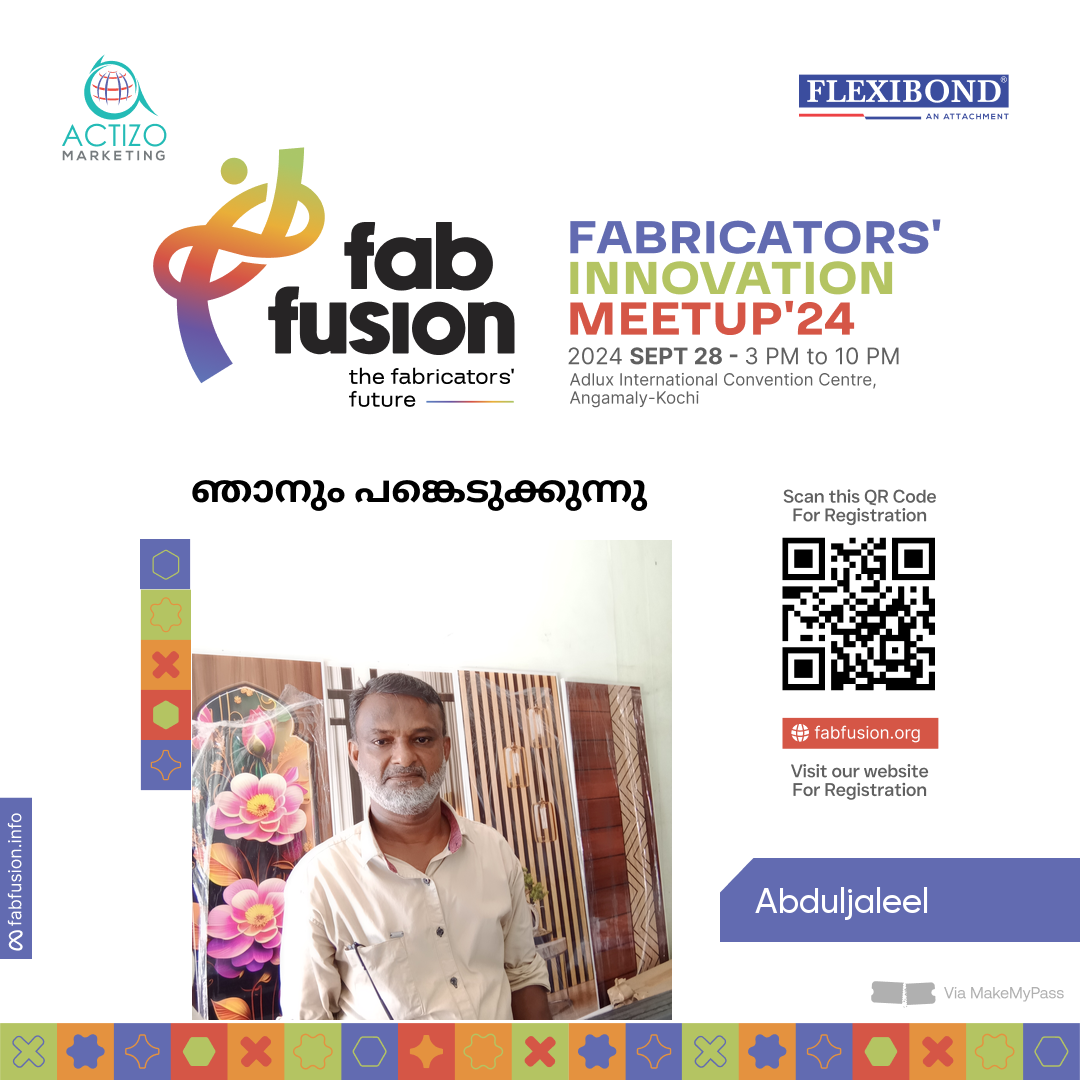 ACTIZO
MARKETING
FLEXIBOND®
AN ATTACHMENT
fab
fusion
the fabricators'
future
FABRICATORS'
INNOVATION
MEETUP'24
2024 SEPT 28 - 3 PM to 10 PM
Adlux International Convention Centre,
Angamaly-Kochi
ഞാനും പങ്കെടുക്കുന്നു
Scan this QR Code
For Registration
fabfusion.org
Visit our website
For Registration
fabfusion.info
Abduljaleel
Via MakeMyPass